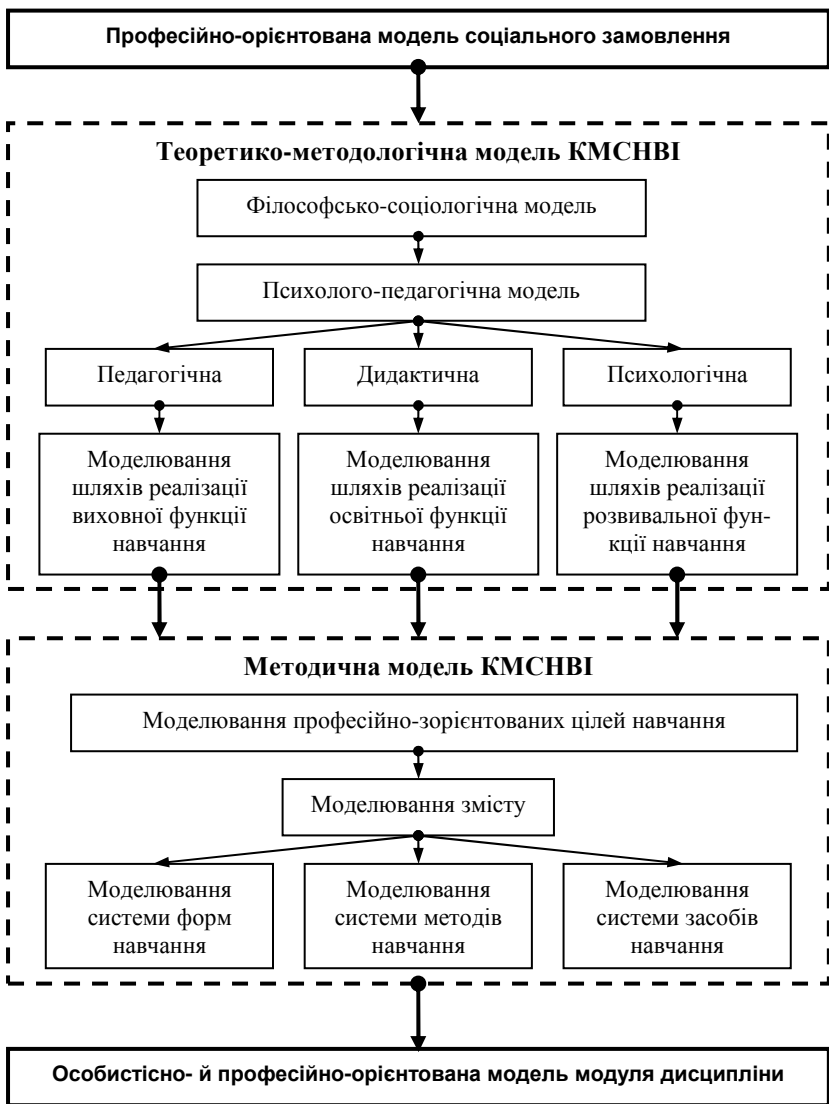 Професійно-орієнтована модель соціального замовлення
Теоретико-методологічна модель КМСНВІ
Філософсько-соціологічна модель
Психолого-педагогічна модель
Педагогічна
Дидактична
Психологічна
Моделювання
шляхів реалізації
виховної функції
навчання
Моделювання
шляхів реалізації
освітньої функції
навчання
Моделювання
шляхів реалізації
розвивальної фун-
кції навчання
Методична модель КМСНВІ
Моделювання професійно-зорієнтованих цілей навчання
Моделювання змісту
Моделювання
системи форм
навчання
Моделювання
системи методів
навчання
Моделювання
системи засобів
навчання
Особистісно- й професійно-орієнтована модель модуля дисципліни